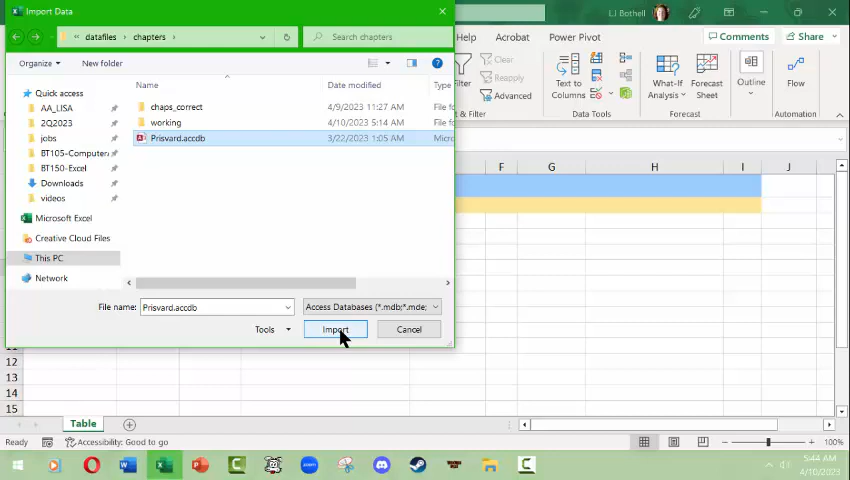 Import Data
LJ Bothell
« datafiles › chapters ›
Search chapters
Help
Acrobat
Power Pivot
Comments
Share
Organize
New folder
Quick access
AA_LISA
2Q2023
jobs
BT105-Computer
BT150-Excel
Downloads
videos
Microsoft Excel
Creative Cloud Files
This PC
Network
Name
Date modified
Type
chaps_correct
4/9/2023 11:27 AM
File fo
working
4/10/2023 5:14 AM
File fo
Prisvard.accdb
3/22/2023 1:05 AM
Micro
File name:
Prisvard.accdb
Access Databases (*.mdb;*.mde;
Tools
Import
Cancel
Filter
Clear
Reapply
Advanced
Text to
Columns
Data Tools
What-If
Analysis
Forecast
Sheet
Forecast
Outline
Flow
Automation
F G H I J
12
13
14
15
Table
Ready
Accessibility: Good to go
100%
5:44 AM
4/10/2023